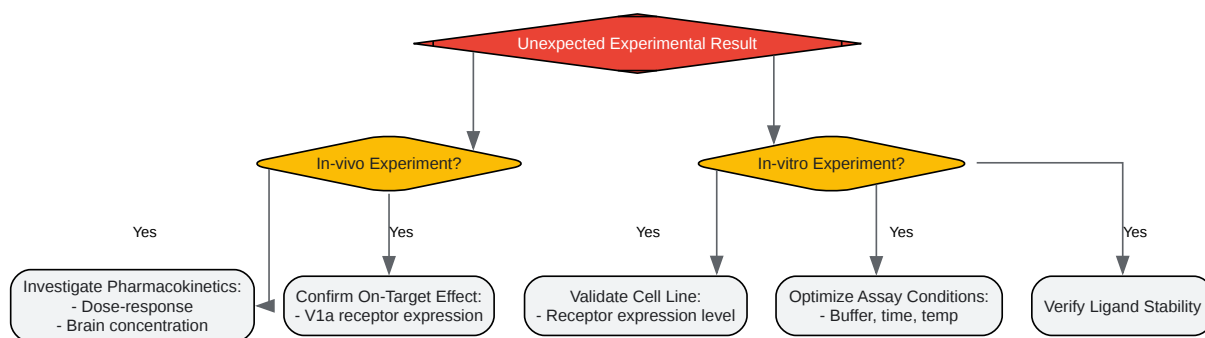 Unexpected Experimental Result
In-vivo Experiment?
In-vitro Experiment?
Yes
Yes
Yes
Yes
Yes
Investigate Pharmacokinetics:
- Dose-response
- Brain concentration
Confirm On-Target Effect:
- V1a receptor expression
Validate Cell Line:
- Receptor expression level
Optimize Assay Conditions:
- Buffer, time, temp
Verify Ligand Stability